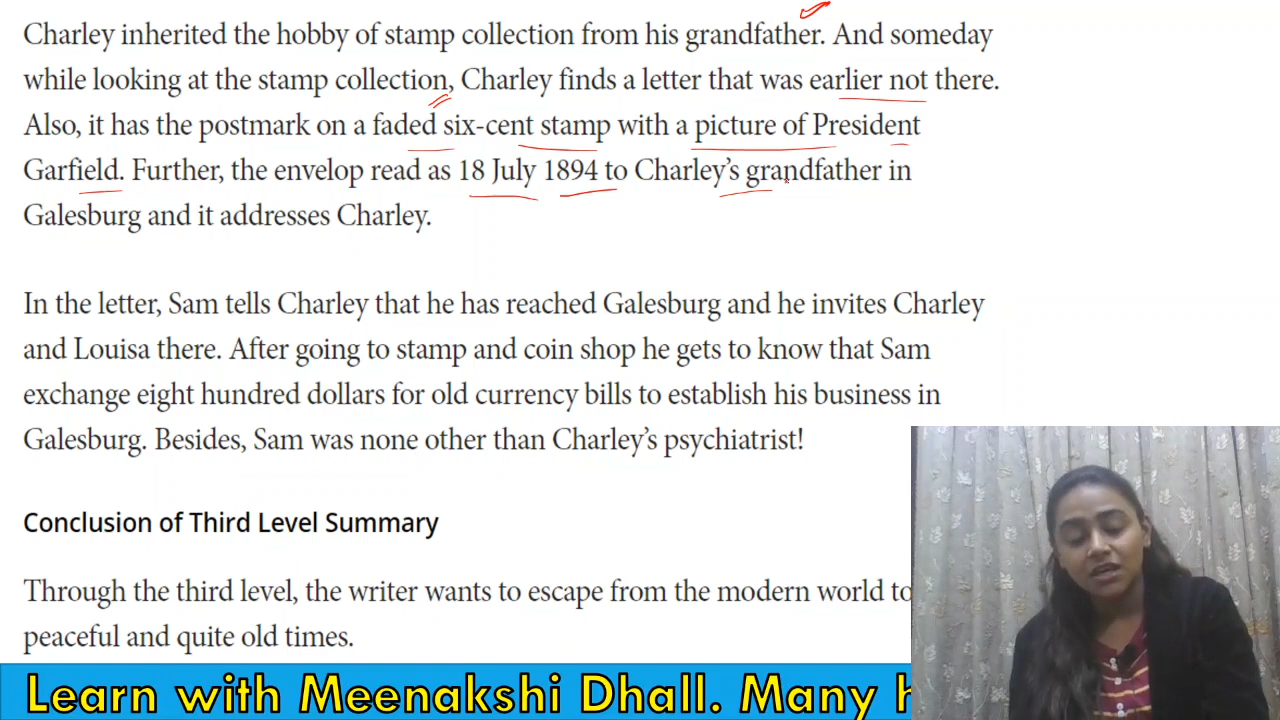 Charley inherited the hobby of stamp collection from his grandfather. And someday
while looking at the stamp collection, Charley finds a letter that was earlier not there.
Also, it has the postmark on a faded six-cent stamp with a picture of President
Garfield. Further, the envelop read as 18 July 1894 to Charley's grandfather in
Galesburg and it addresses Charley.
In the letter, Sam tells Charley that he has reached Galesburg and he invites Charley
and Louisa there. After going to stamp and coin shop he gets to know that Sam
exchange eight hundred dollars for old currency bills to establish his business in
Galesburg. Besides, Sam was none other than Charley's psychiatrist!
Conclusion of Third Level Summary
Through the third level, the writer wants to escape from the modern world to
peaceful and quite old times.
Learn with Meenakshi Dhall. Many